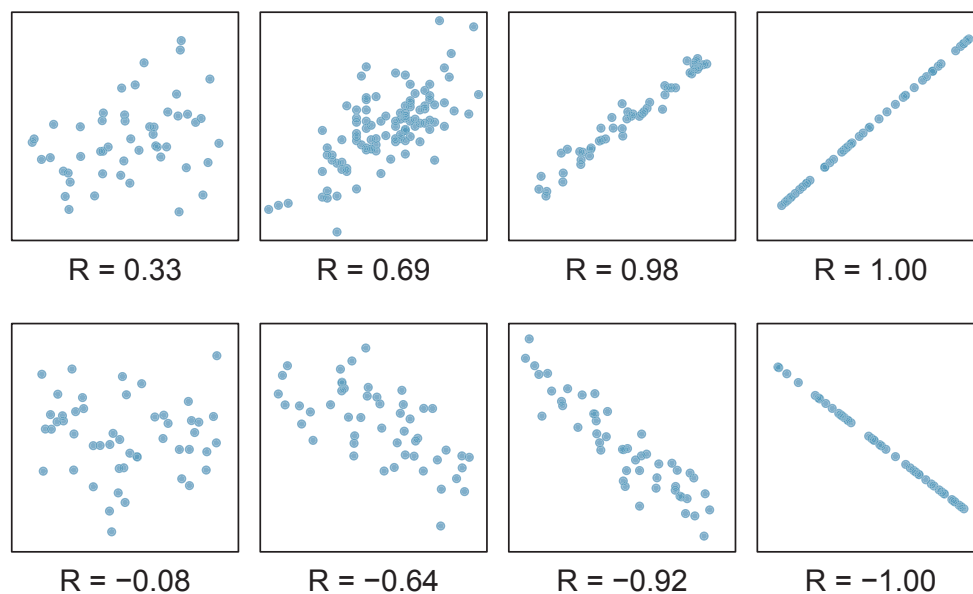 R = 0.33 R = 0.69 R = 0.98 R = 1.00
R = −0.08 R = −0.64 R = −0.92 R = −1.00